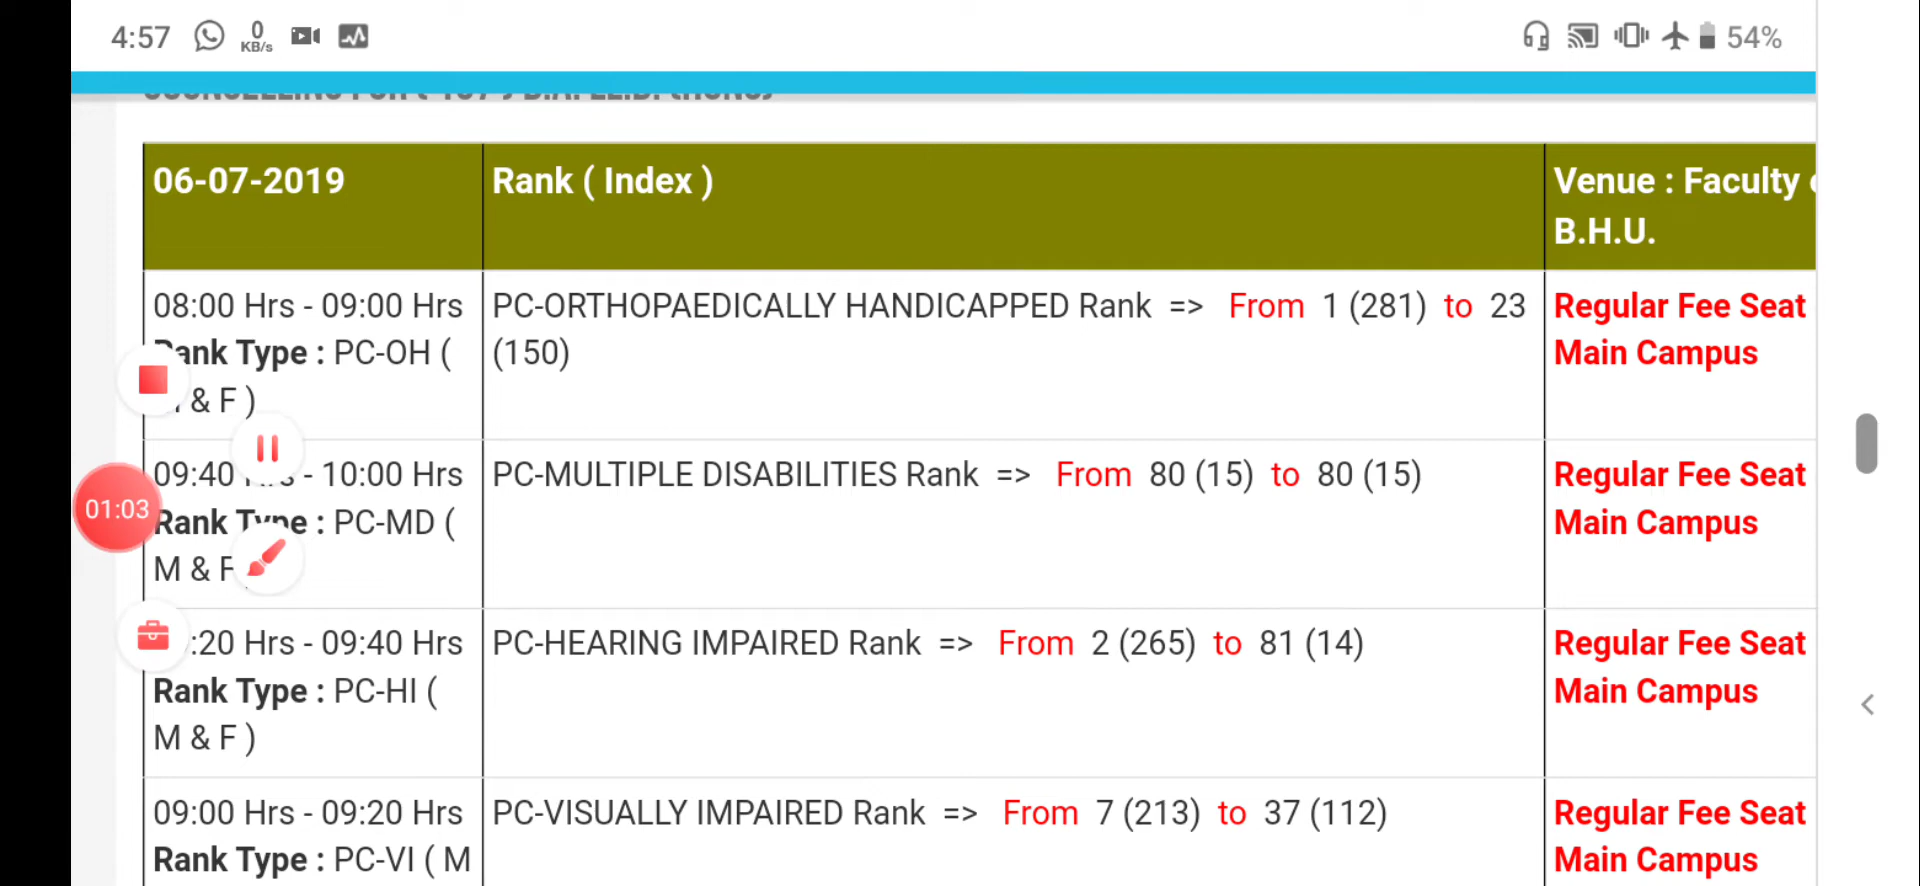 4:57 0 KB/s 54%
06-07-2019 Rank ( Index ) Venue : Faculty
B.H.U.
08:00 Hrs - 09:00 Hrs PC-ORTHOPAEDICALLY HANDICAPPED Rank => From 1 (281) to 23 Regular Fee Seat
Rank Type : PC-OH ( (150) Main Campus
& F )
09:40 - 10:00 Hrs PC-MULTIPLE DISABILITIES Rank => From 80 (15) to 80 (15) Regular Fee Seat
01:03
Rank Type : PC-MD ( Main Campus
M & F
:20 Hrs - 09:40 Hrs PC-HEARING IMPAIRED Rank => From 2 (265) to 81 (14) Regular Fee Seat
Rank Type : PC-HI ( Main Campus
M & F )
09:00 Hrs - 09:20 Hrs PC-VISUALLY IMPAIRED Rank => From 7 (213) to 37 (112) Regular Fee Seat
Rank Type : PC-VI ( M Main Campus